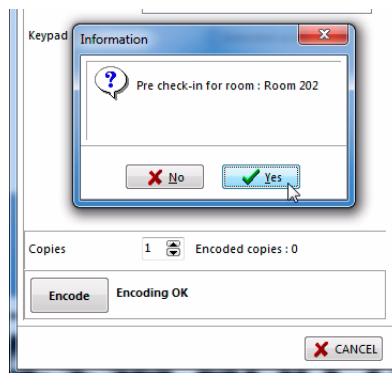 Keypad
Information
Pre check-in for room : Room 202
No
Yes
Copies
1
Encoded copies : 0
Encode
Encoding OK
CANCEL